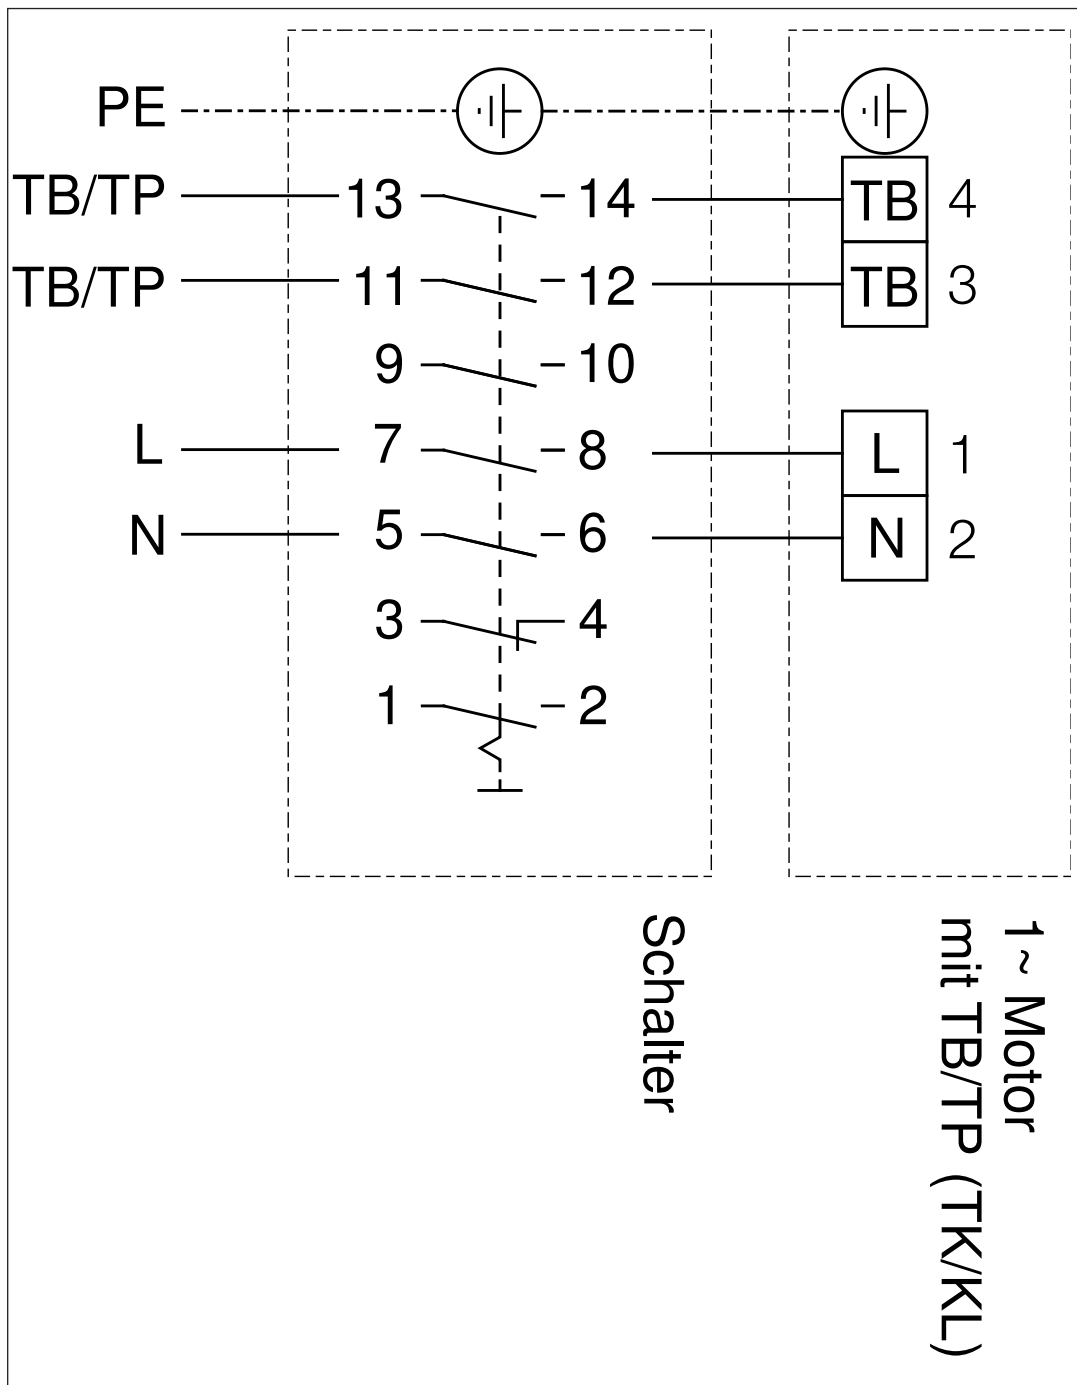 PE
TB/TP 13 14 TB 4
TB/TP 11 12 TB 3
9 10
L 7 8 L 1
N 5 6 N 2
3 4
1 2
Schalter
1~ Motor
mit TB/TP (TK/KL)